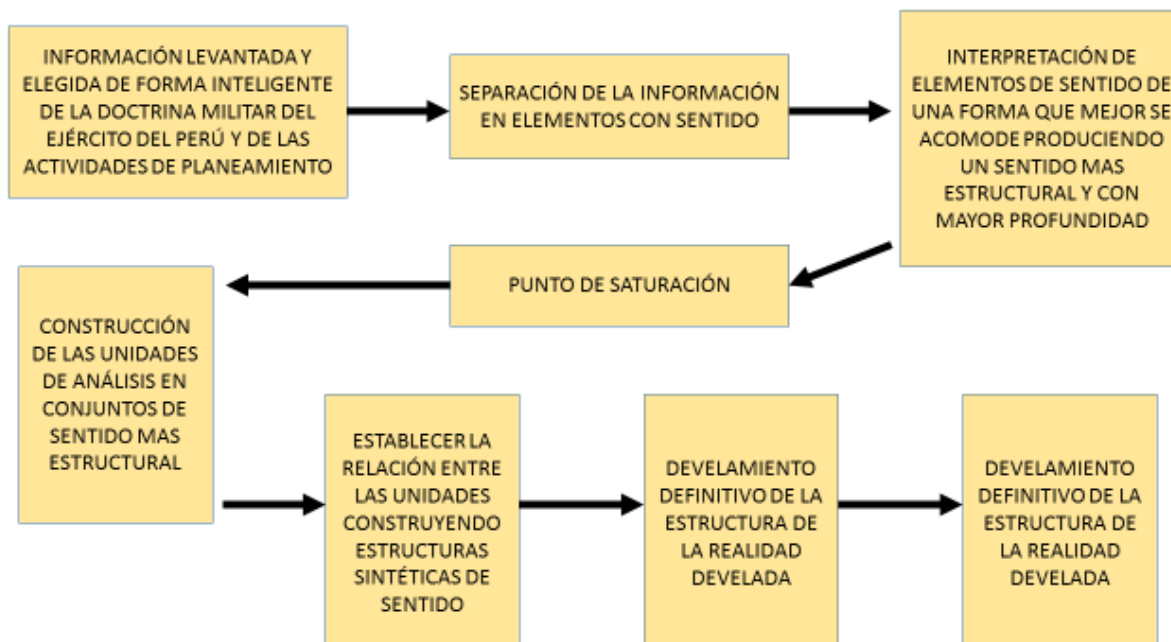 INFORMACIÓN LEVANTADA Y
ELEGIDA DE FORMA INTELIGENTE
DE LA DOCTRINA MILITAR DEL
EJÉRCITO DEL PERÚ Y DE LAS
ACTIVIDADES DE PLANEAMIENTO
SEPARACIÓN DE LA INFORMACIÓN
EN ELEMENTOS CON SENTIDO
INTERPRETACIÓN DE
ELEMENTOS DE SENTIDO DE
UNA FORMA QUE MEJOR SE
ACOMODE PRODUCIENDO
UN SENTIDO MAS
ESTRUCTURAL Y CON
MAYOR PROFUNDIDAD
PUNTO DE SATURACIÓN
CONSTRUCCIÓN
DE LAS UNIDADES
DE ANÁLISIS EN
CONJUNTOS DE
SENTIDO MAS
ESTRUCTURAL
ESTABLECER LA
RELACIÓN ENTRE
LAS UNIDADES
CONSTRUYENDO
ESTRUCTURAS
SINTÉTICAS DE
SENTIDO
DEVELAMIENTO
DEFINITIVO DE LA
ESTRUCTURA DE
LA REALIDAD
DEVELADA
DEVELAMIENTO
DEFINITIVO DE LA
ESTRUCTURA DE
LA REALIDAD
DEVELADA